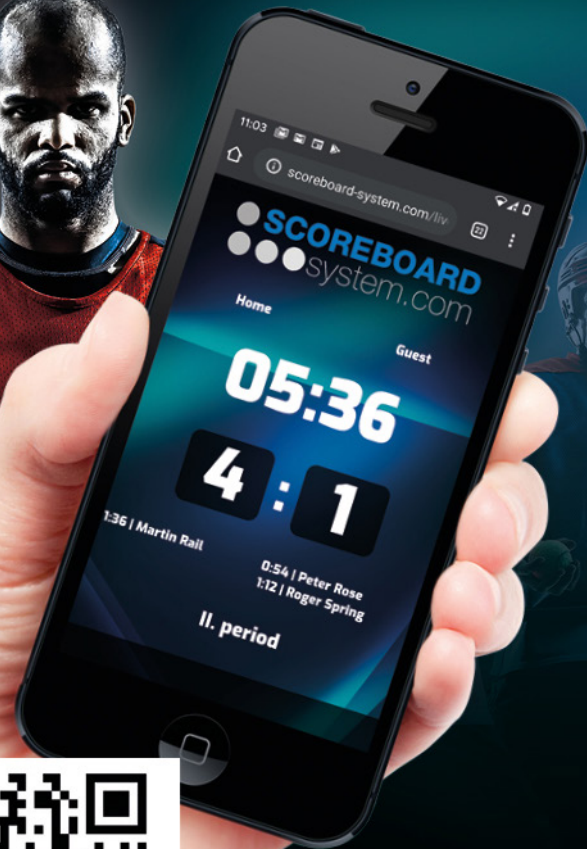 11:03
scoreboard-system.com/liv
22
SCOREBOARD
system.com
Home
Guest
05:36
4 : 1
1:36 | Martin Rail
0:54 | Peter Rose
1:12 | Roger Spring
II. period